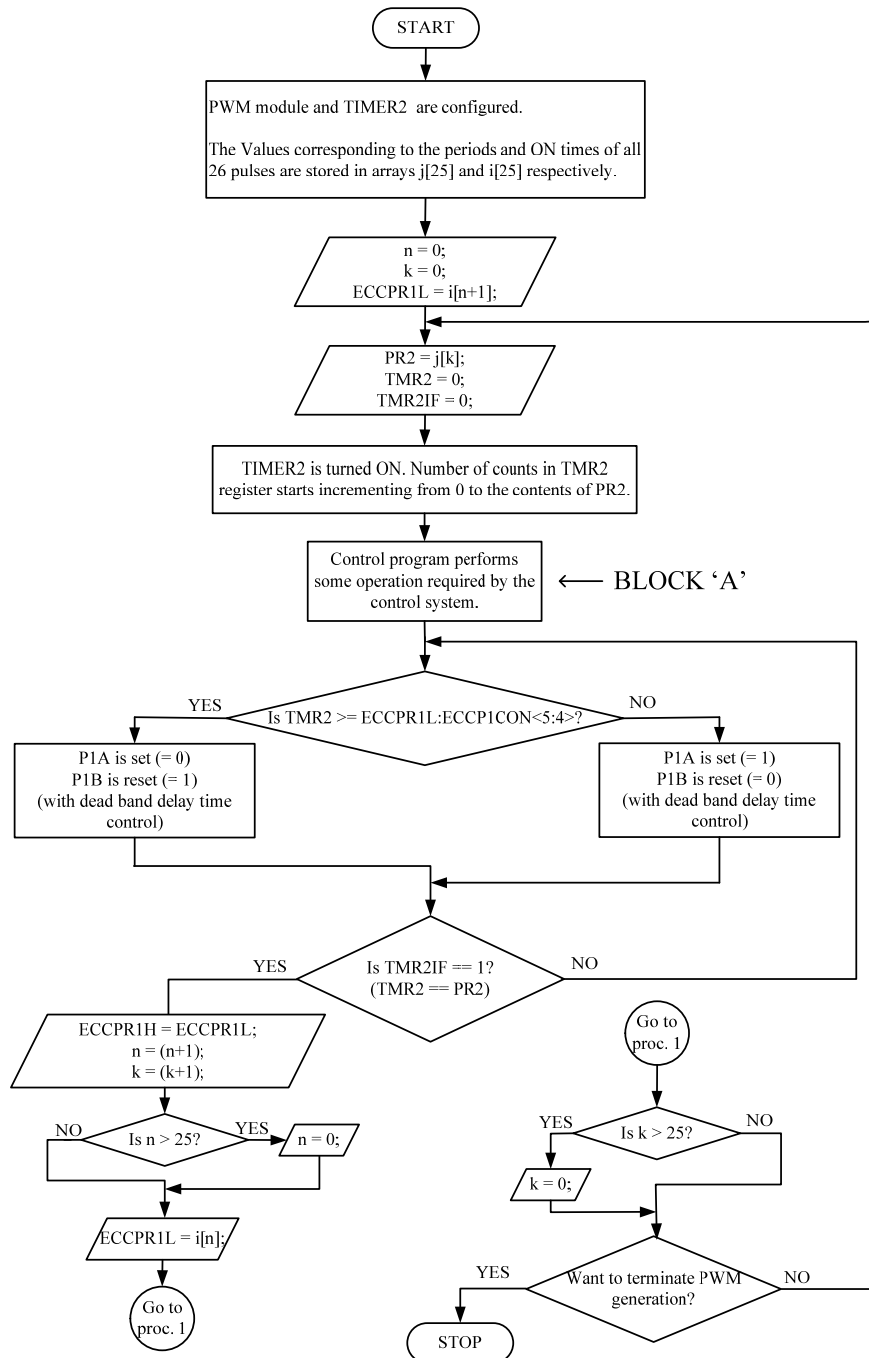 START
PWM module and TIMER2 are configured.
The Values corresponding to the periods and ON times of all
26 pulses are stored in arrays j[25] and i[25] respectively.
n = 0;
k = 0;
ECCPR1L = i[n+1];
PR2 = j[k];
TMR2 = 0;
TMR2IF = 0;
TIMER2 is turned ON. Number of counts in TMR2
register starts incrementing from 0 to the contents of PR2.
Control program performs
some operation required by the
control system.
BLOCK ‘A’
YES
Is TMR2 >= ECCPR1L:ECCP1CON<5:4>?
NO
P1A is set (= 0)
P1B is reset (= 1)
(with dead band delay time
control)
P1A is set (= 1)
P1B is reset (= 0)
(with dead band delay time
control)
YES
Is TMR2IF == 1?
(TMR2 == PR2)
NO
ECCPR1H = ECCPR1L;
n = (n+1);
k = (k+1);
NO
Is n > 25?
YES
n = 0;
ECCPR1L = i[n];
Go to
proc. 1
Go to
proc. 1
YES
Is k > 25?
NO
k = 0;
YES
Want to terminate PWM
generation?
NO
STOP